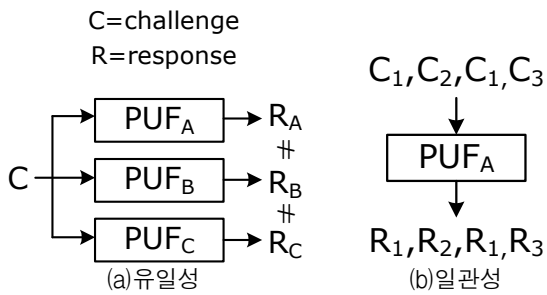 C=challenge
R=response
C
PUF_A
R_A
≠
PUF_B
R_B
≠
PUF_C
R_C
(a)유일성
C₁,C₂,C₁,C₃
PUF_A
R₁,R₂,R₁,R₃
(b)일관성